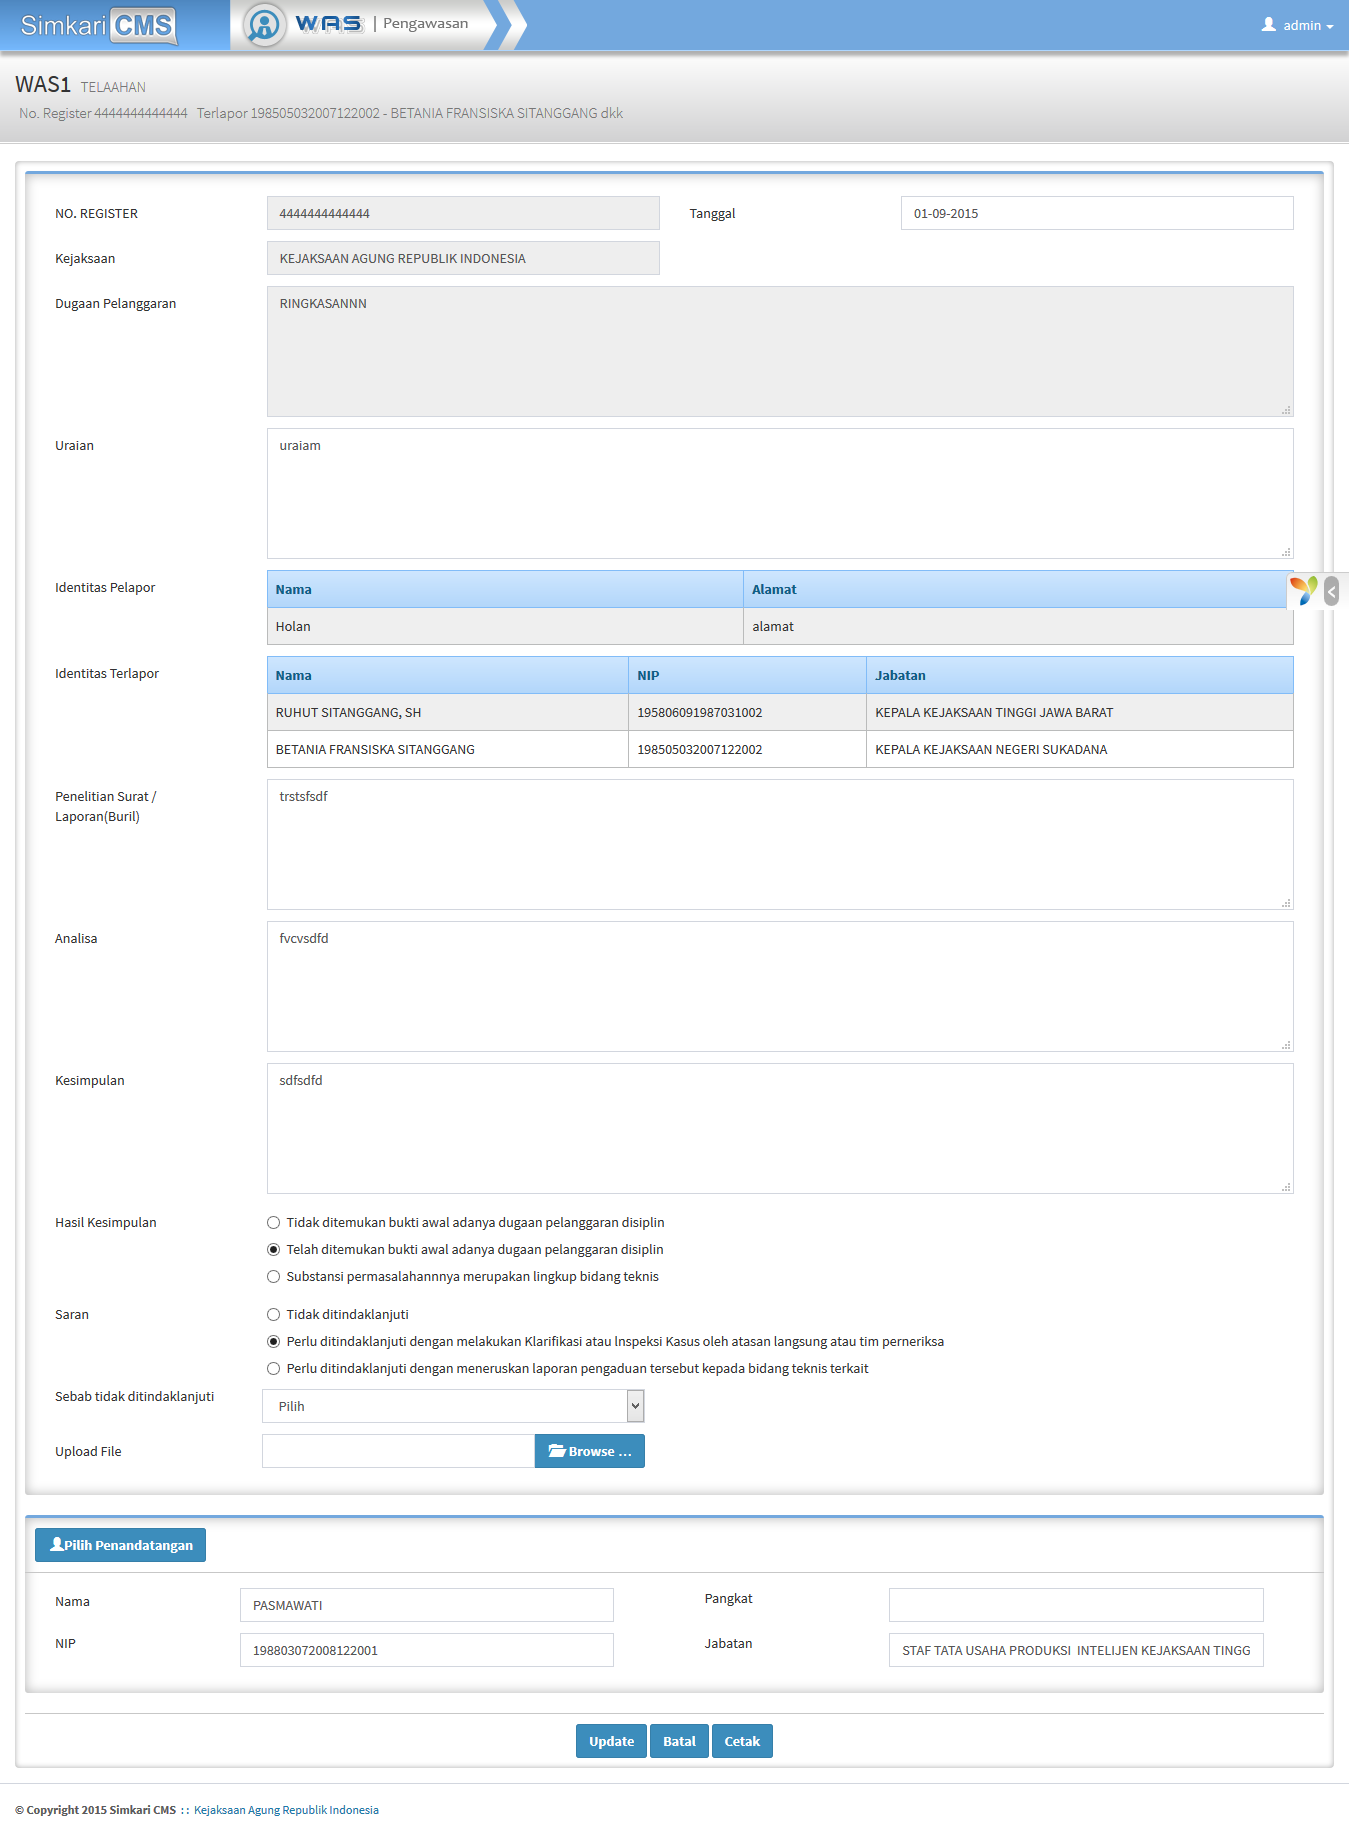 Simkari CMS WAS | Pengawasan admin
WAS1 TELAAHAN
No. Register 4444444444444 Terlapor 198505032007122002 - BETANIA FRANSISKA SITANGGANG dkk
NO. REGISTER 4444444444444 Tanggal 01-09-2015
Kejaksaan KEJAKSAAN AGUNG REPUBLIK INDONESIA
Dugaan Pelanggaran RINGKASANNN
Uraian uraiam
Identitas Pelapor Nama Alamat
Holan alamat
Identitas Terlapor Nama NIP Jabatan
RUHUT SITANGGANG, SH 195806091987031002 KEPALA KEJAKSAAN TINGGI JAWA BARAT
BETANIA FRANSISKA SITANGGANG 198505032007122002 KEPALA KEJAKSAAN NEGERI SUKADANA
Penelitian Surat / trstsfsdf
Laporan(Buril)
Analisa fvcvsdfd
Kesimpulan sdfsdfd
Hasil Kesimpulan Tidak ditemukan bukti awal adanya dugaan pelanggaran disiplin
Telah ditemukan bukti awal adanya dugaan pelanggaran disiplin
Substansi permasalahannnya merupakan lingkup bidang teknis
Saran Tidak ditindaklanjuti
Perlu ditindaklanjuti dengan melakukan Klarifikasi atau lnspeksi Kasus oleh atasan langsung atau tim perneriksa
Perlu ditindaklanjuti dengan meneruskan laporan pengaduan tersebut kepada bidang teknis terkait
Sebab tidak ditindaklanjuti Pilih
Upload File Browse ...
Pilih Penandatangan
Nama PASMAWATI Pangkat
NIP 198803072008122001 Jabatan STAF TATA USAHA PRODUKSI INTELIJEN KEJAKSAAN TINGG
Update Batal Cetak
© Copyright 2015 Simkari CMS :: Kejaksaan Agung Republik Indonesia